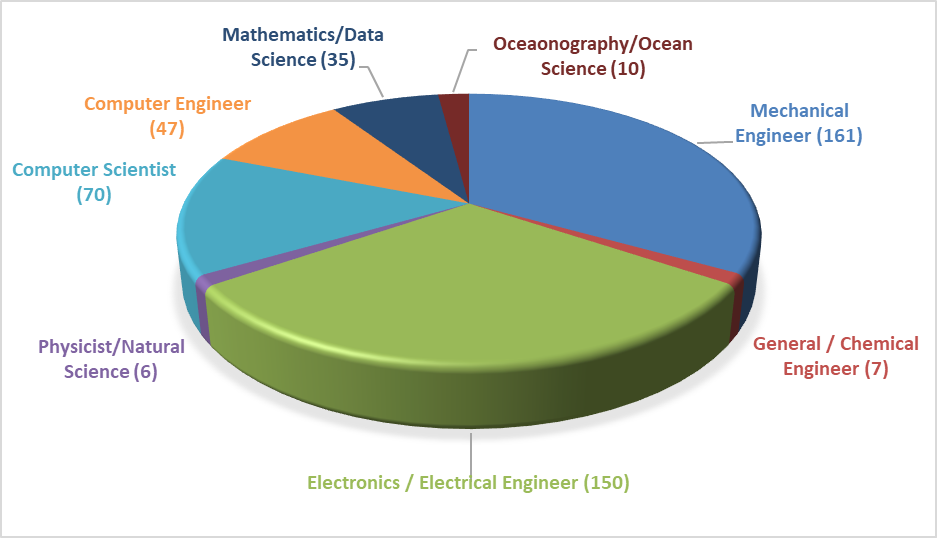 Mathematics/Data
Science (35)
Oceaonography/Ocean
Science (10)
Computer Engineer
(47)
Mechanical
Engineer (161)
Computer Scientist
(70)
Physicist/Natural
Science (6)
General / Chemical
Engineer (7)
Electronics / Electrical Engineer (150)